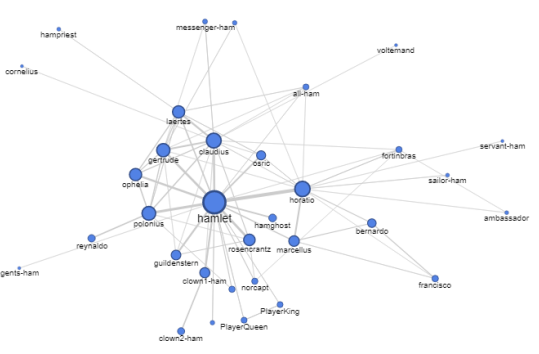 messenger-ham
hampriest
voltemand
cornelius
all-ham
laertes
servant-ham
claudius
fortinbras
gertrude
osric
sailor-ham
ophelia
horatio
ambassador
hamlet
polonius
hamghost
bernardo
reynaldo
rosencrantz
marcellus
guildenstern
gents-ham
clown1-ham
norcapt
francisco
PlayerKing
PlayerQueen
clown2-ham